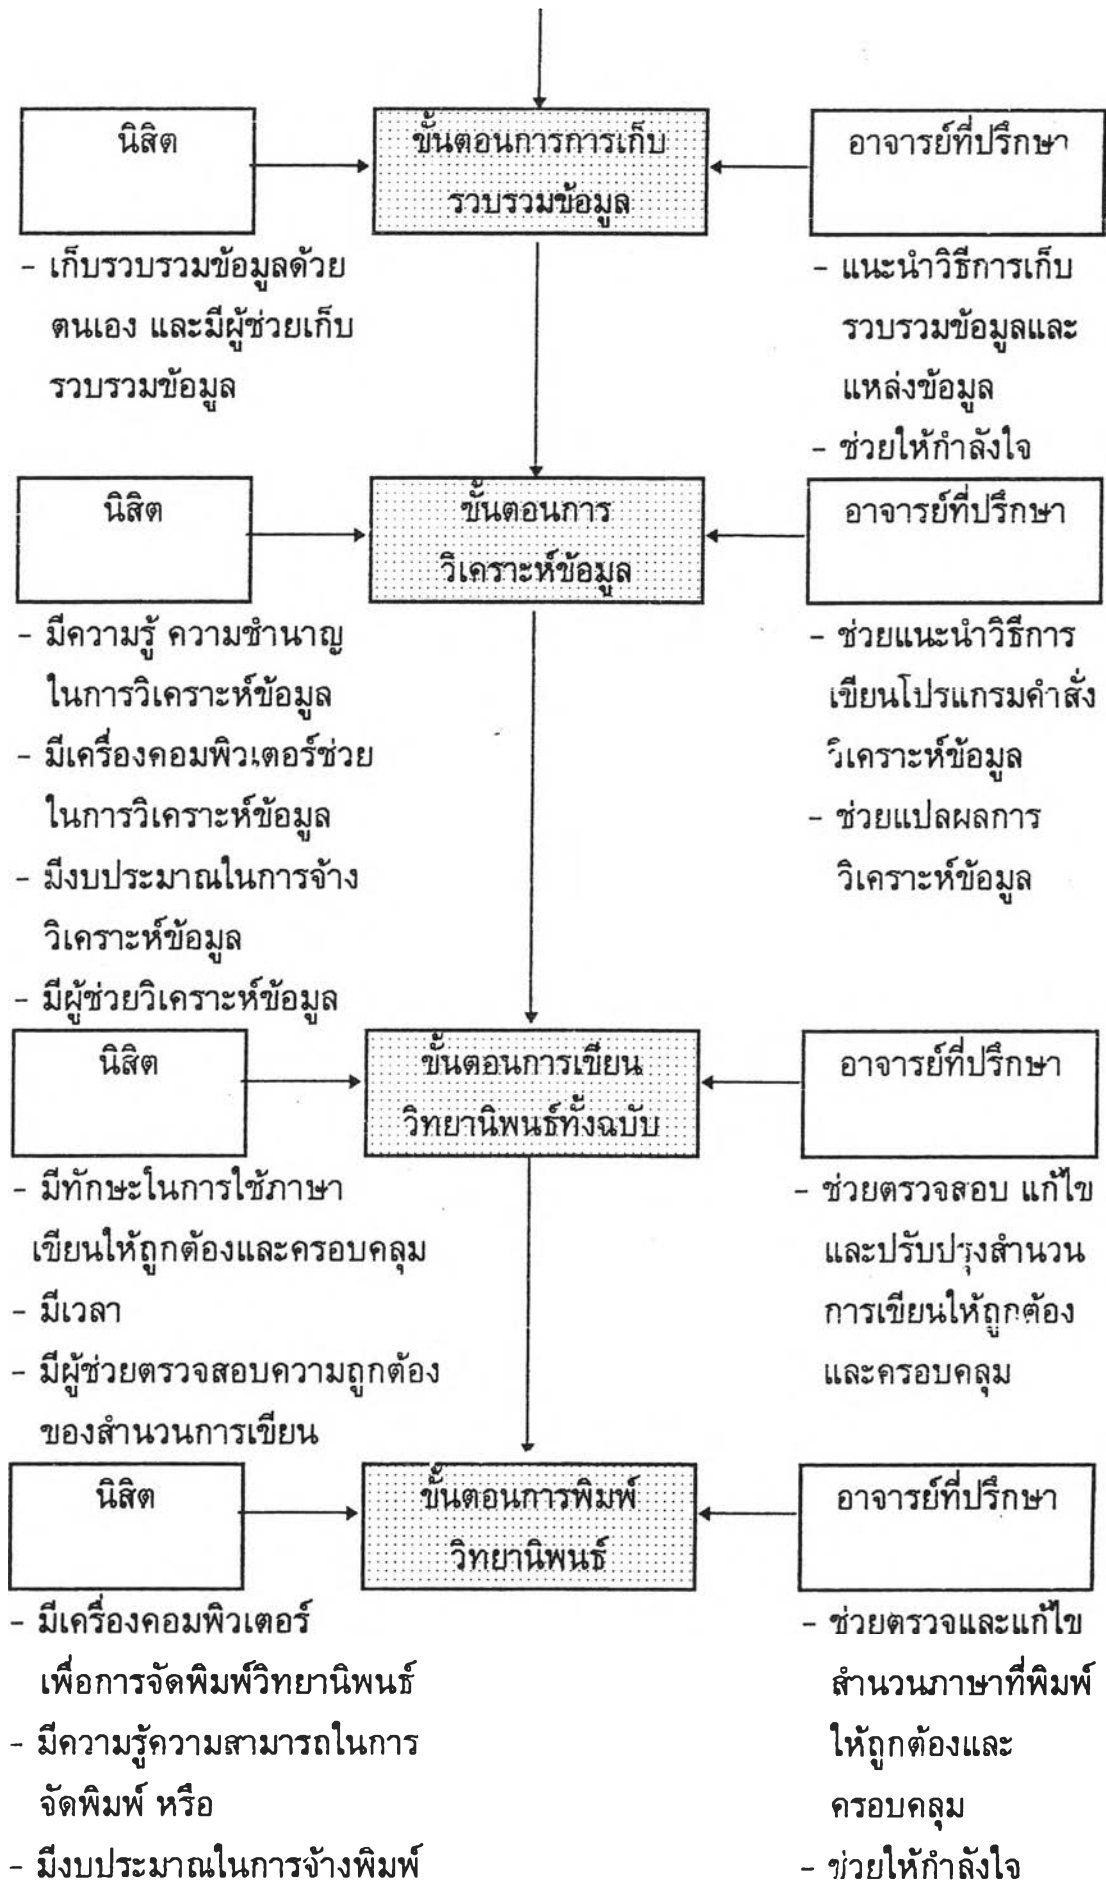 นิสิต
ขั้นตอนการการเก็บ
รวบรวมข้อมูล
อาจารย์ที่ปรึกษา
- เก็บรวบรวมข้อมูลด้วย
ตนเอง และมีผู้ช่วยเก็บ
รวบรวมข้อมูล
- แนะนำวิธีการเก็บ
รวบรวมข้อมูลและ
แหล่งข้อมูล
- ช่วยให้กำลังใจ
นิสิต
ขั้นตอนการ
วิเคราะห์ข้อมูล
อาจารย์ที่ปรึกษา
- มีความรู้ ความชำนาญ
ในการวิเคราะห์ข้อมูล
- มีเครื่องคอมพิวเตอร์ช่วย
ในการวิเคราะห์ข้อมูล
- มีงบประมาณในการจ้าง
วิเคราะห์ข้อมูล
- มีผู้ช่วยวิเคราะห์ข้อมูล
- ช่วยแนะนำวิธีการ
เขียนโปรแกรมคำสั่ง
วิเคราะห์ข้อมูล
- ช่วยแปลผลการ
วิเคราะห์ข้อมูล
นิสิต
ขั้นตอนการเขียน
วิทยานิพนธ์ทั้งฉบับ
อาจารย์ที่ปรึกษา
- มีทักษะในการใช้ภาษา
เขียนให้ถูกต้องและครอบคลุม
- มีเวลา
- มีผู้ช่วยตรวจสอบความถูกต้อง
ของสำนวนการเขียน
- ช่วยตรวจสอบ แก้ไข
และปรับปรุงสำนวน
การเขียนให้ถูกต้อง
และครอบคลุม
นิสิต
ขั้นตอนการพิมพ์
วิทยานิพนธ์
อาจารย์ที่ปรึกษา
- มีเครื่องคอมพิวเตอร์
เพื่อการจัดพิมพ์วิทยานิพนธ์
- มีความรู้ความสามารถในการ
จัดพิมพ์ หรือ
- มีงบประมาณในการจ้างพิมพ์
- ช่วยตรวจและแก้ไข
สำนวนภาษาที่พิมพ์
ให้ถูกต้องและ
ครอบคลุม
- ช่วยให้กำลังใจ